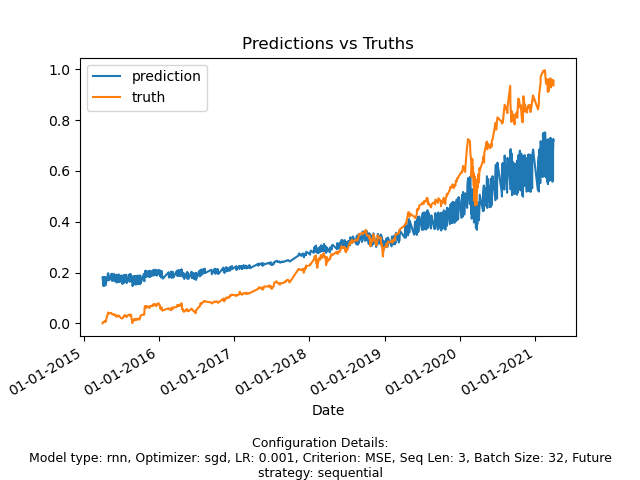 Predictions vs Truths
prediction
truth
1.0
0.8
0.6
0.4
0.2
0.0
01-01-2015
01-01-2016
01-01-2017
01-01-2018
01-01-2019
01-01-2020
01-01-2021
Date
Configuration Details:
Model type: rnn, Optimizer: sgd, LR: 0.001, Criterion: MSE, Seq Len: 3, Batch Size: 32, Future
strategy: sequential